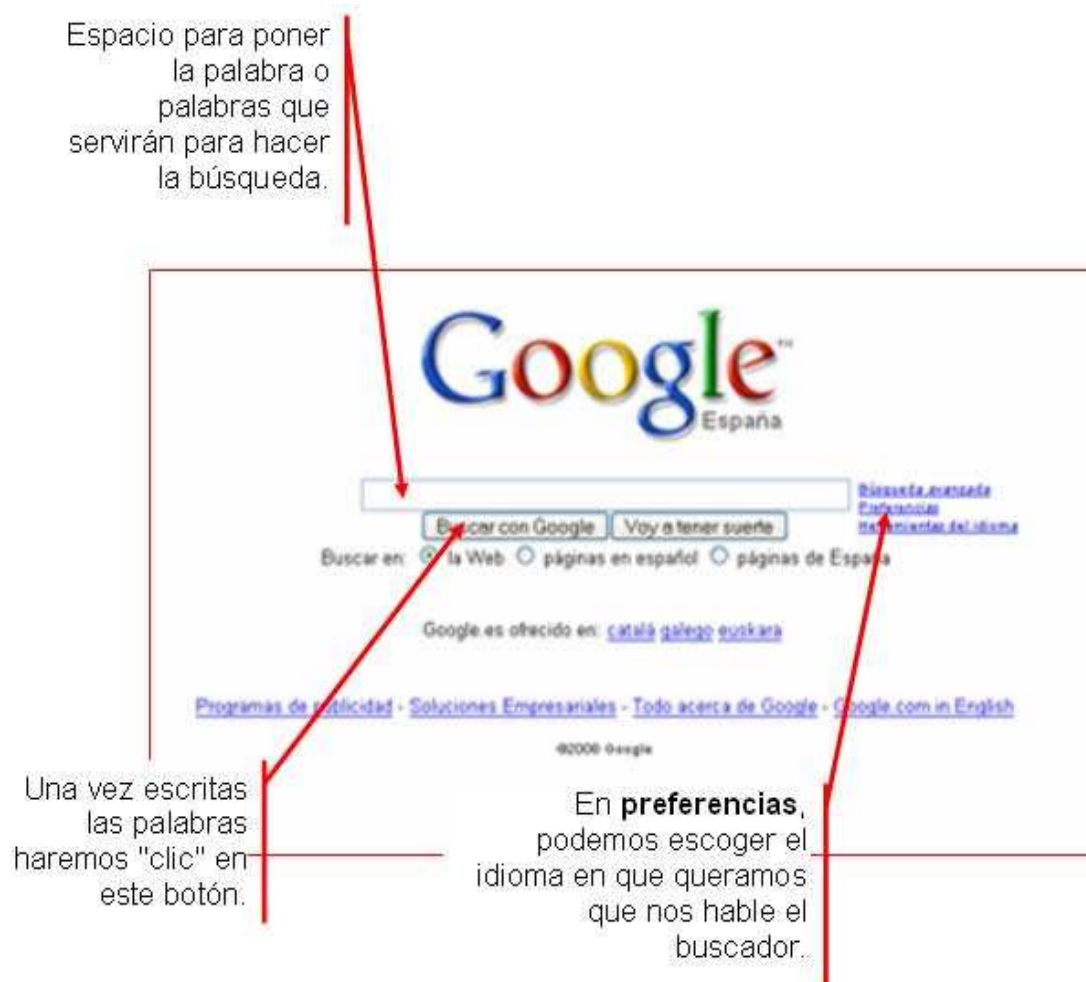 Espacio para poner
la palabra o
palabras que
servirán para hacer
la búsqueda.
Google™
España
Búsqueda avanzada
Preferencias
Herramientas del idioma
Buscar con Google Voy a tener suerte
Buscar en: la Web páginas en español páginas de España
Google es ofrecido en: català galego euskara
Programas de publicidad - Soluciones Empresariales - Todo acerca de Google - Google.com in English
©2006 Google
Una vez escritas
las palabras
haremos "clic" en
este botón.
En preferencias,
podemos escoger el
idioma en que queramos
que nos hable el
buscador.